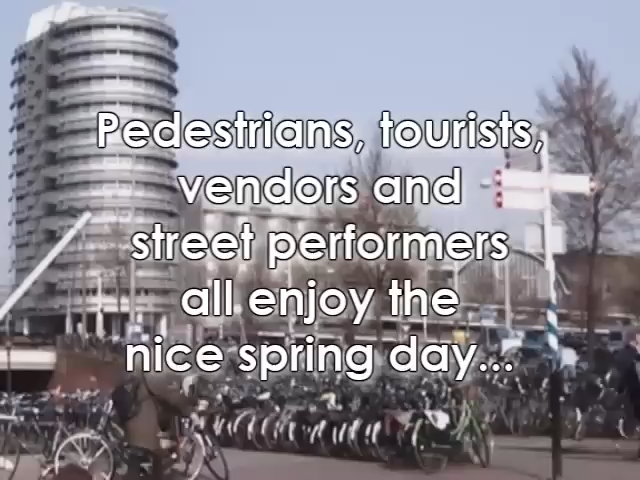 Pedestrians, tourists,
vendors and
street performers
all enjoy the
nice spring day...